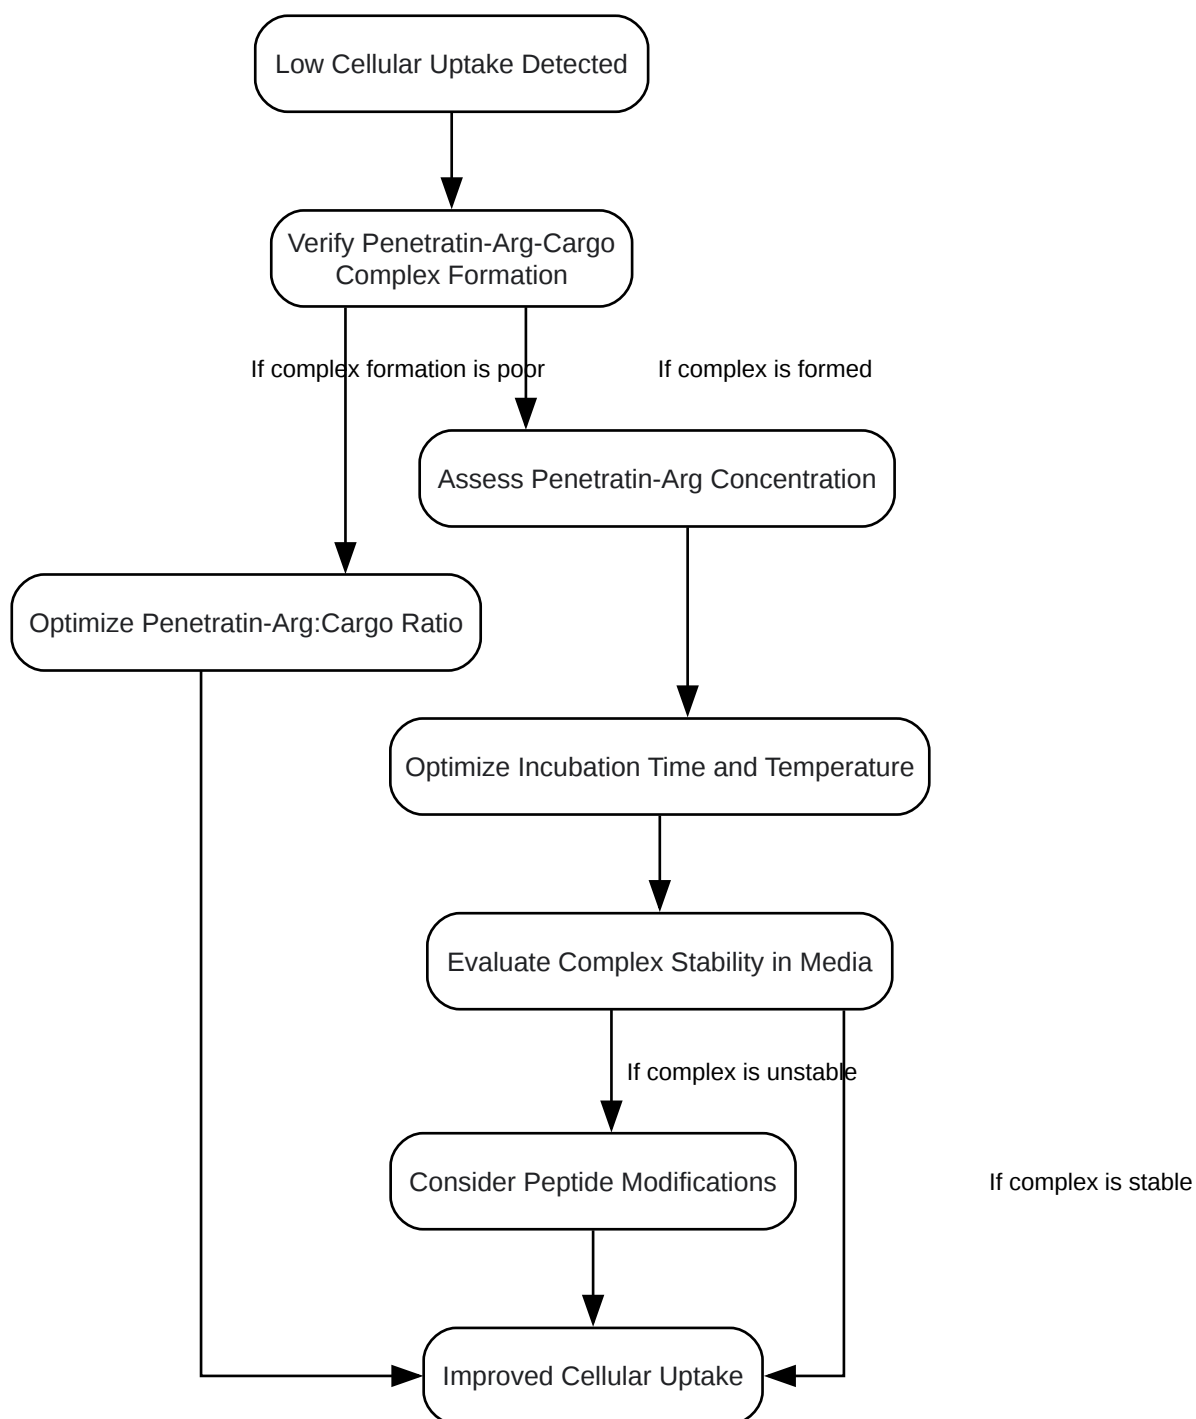 Low Cellular Uptake Detected
Verify Penetratin-Arg-Cargo
Complex Formation
If complex formation is poor
If complex is formed
Assess Penetratin-Arg Concentration
Optimize Penetratin-Arg:Cargo Ratio
Optimize Incubation Time and Temperature
Evaluate Complex Stability in Media
If complex is unstable
Consider Peptide Modifications
If complex is stable
Improved Cellular Uptake